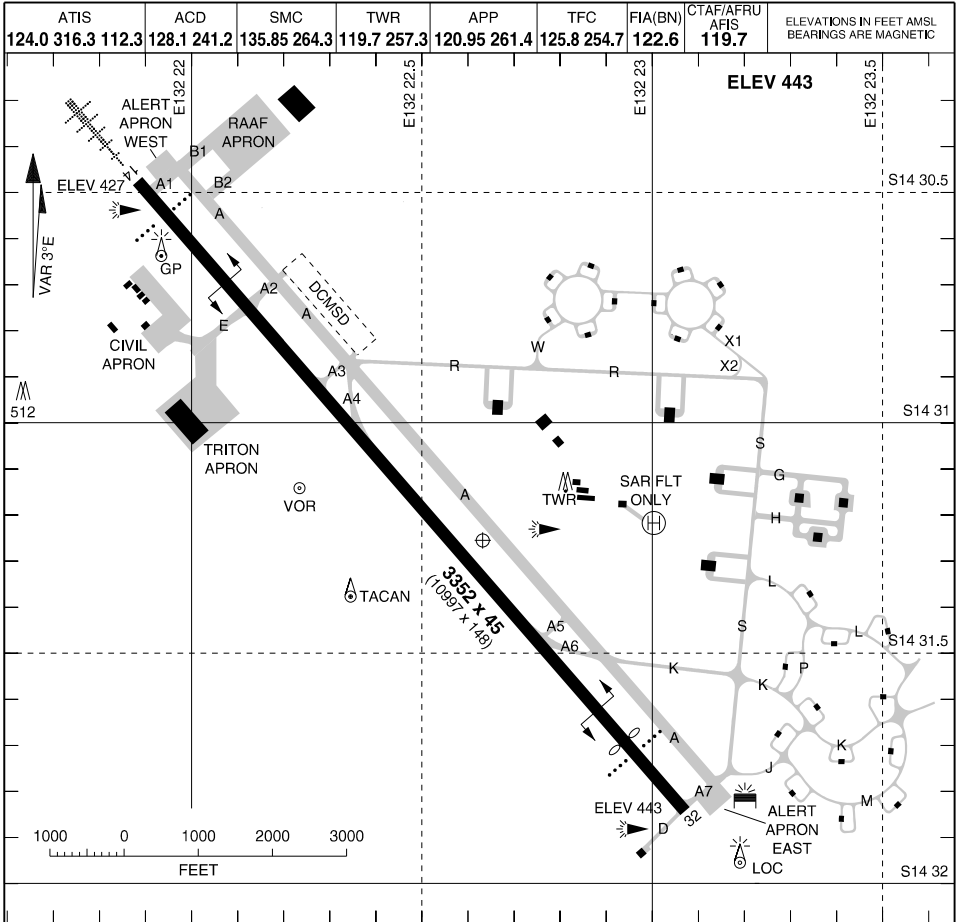 ATIS
124.0 316.3 112.3
ACD
128.1 241.2
SMC
135.85 264.3
TWR
119.7 257.3
APP
120.95 261.4
TFC
125.8 254.7
FIA(BN)
122.6
CTAF/AFRU
AFIS
119.7
ELEVATIONS IN FEET AMSL
BEARINGS ARE MAGNETIC
E132 22
E132 22.5
E132 23
E132 23.5
ELEV 443
ALERT
APRON
WEST
RAAF
APRON
B1
B2
A1
A
ELEV 427
S14 30.5
VAR 3°E
GP
A2
A
DCMSD
E
CIVIL
APRON
W
X1
X2
A3
R
R
A4
512
S14 31
TRITON
APRON
S
VOR
A
TWR
SAR FLT
ONLY
H
G
H
TACAN
3352 x 45
(10997 x 148)
L
A5
A6
S
L
S14 31.5
K
P
K
A
K
J
A7
M
ELEV 443
32
D
ALERT
APRON
EAST
LOC
1000
0
1000
2000
3000
FEET
S14 32